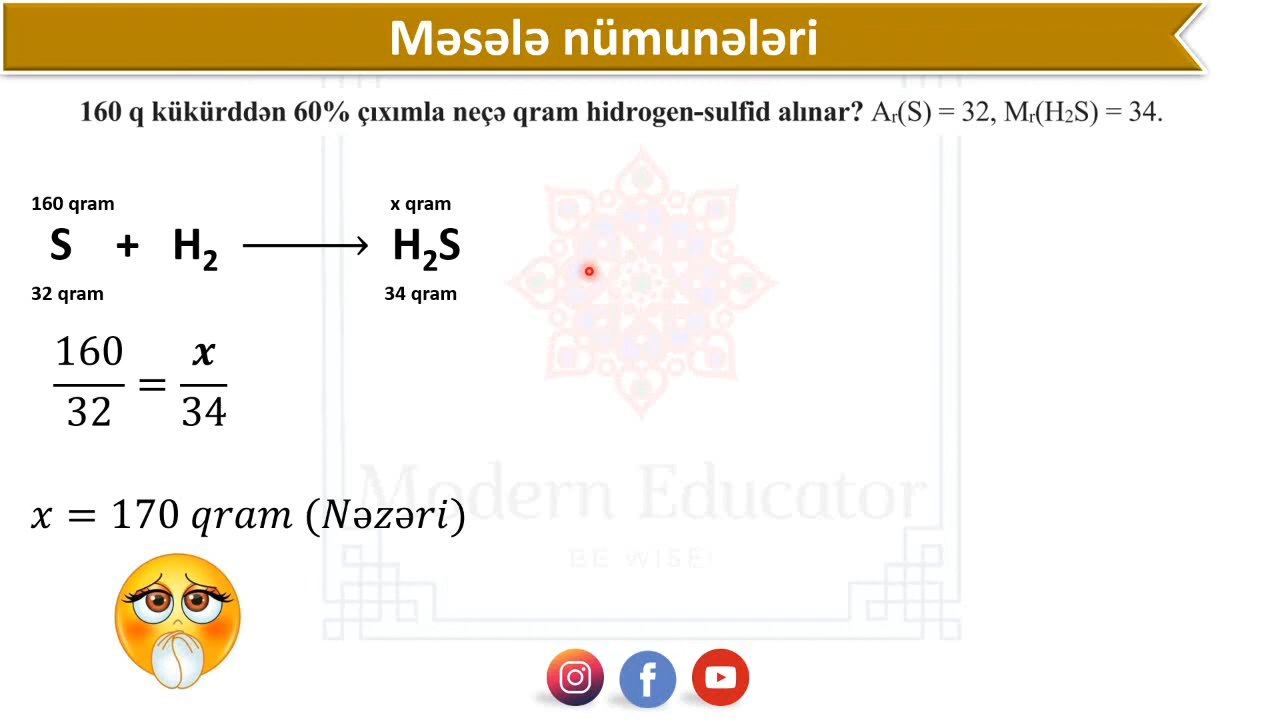 Məsələ nümunələri
160 q kükürddən 60% çıxımla neçə qram hidrogen-sulfid alınar? Aᵣ(S) = 32, Mᵣ(H₂S) = 34.
160 qram x qram
S + H₂ ⟶ H₂S
32 qram 34 qram
160/32 = x/34
x = 170 qram (Nəzəri)
Modern Educator
BE WISE!